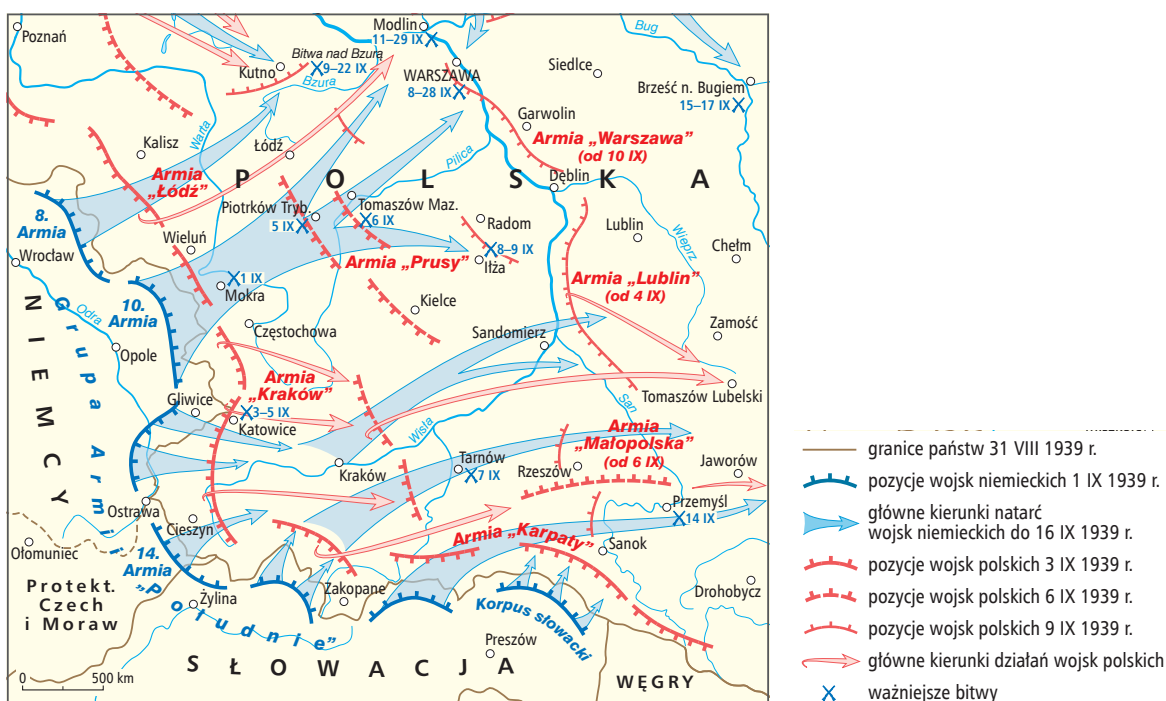 Poznań
Modlin
11–29 IX
Bug
Bitwa nad Bzurą
9–22 IX
Kutno
Bzura
WARSZAWA
8–28 IX
Siedlce
Brześć n. Bugiem
15–17 IX
Garwolin
Armia „Warszawa”
(od 10 IX)
Kalisz
Warta
Łódź
Pilica
Armia
„Łódź”
P O L S K A
Dęblin
8.
Armia
Piotrków Tryb.
5 IX
Tomaszów Maz.
6 IX
Radom
8–9 IX
Iłża
Lublin
Wieprz
Chełm
Wrocław
Wieluń
Armia „Prusy”
Armia „Lublin”
(od 4 IX)
1 IX
Mokra
Kielce
10.
Armia
Odra
Częstochowa
Sandomierz
Zamość
Opole
NIEMCY
Grupa Armii
„Południe”
Armia
„Kraków”
Gliwice
3–5 IX
Katowice
Tomaszów Lubelski
San
Wisła
Armia
„Małopolska”
(od 6 IX)
Kraków
Tarnów
7 IX
Rzeszów
Jaworów
Przemyśl
14 IX
Ostrawa
Cieszyn
Ołomuniec
14.
Armia
Armia „Karpaty”
Sanok
Protekt.
Czech
i Moraw
Żylina
Zakopane
Korpus słowacki
Drohobycz
Preszów
SŁOWACJA
WĘGRY
0 500 km
granice państw 31 VIII 1939 r.
pozycje wojsk niemieckich 1 IX 1939 r.
główne kierunki natarć
wojsk niemieckich do 16 IX 1939 r.
pozycje wojsk polskich 3 IX 1939 r.
pozycje wojsk polskich 6 IX 1939 r.
pozycje wojsk polskich 9 IX 1939 r.
główne kierunki działań wojsk polskich
ważniejsze bitwy